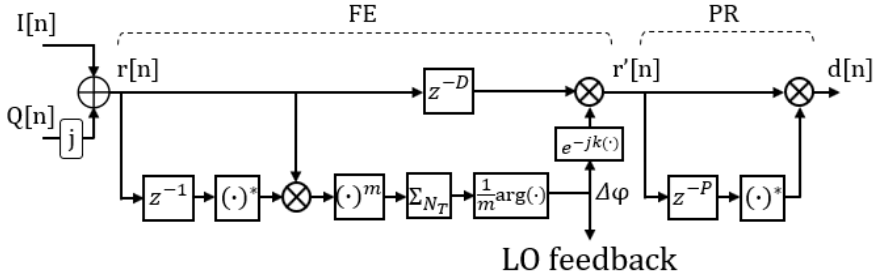 FE PR
I[n] r[n] r'[n] d[n]
z⁻ᴰ
Q[n] j
e^{-jk(·)}
z⁻¹ (·)* (·)ᵐ Σ_{N_T} 1/m arg(·) Δφ z⁻ᴾ (·)*
LO feedback